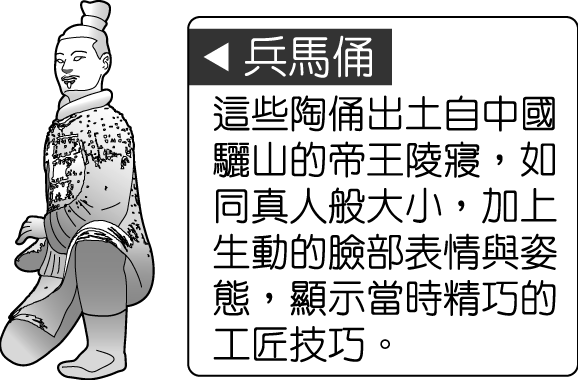 ◀ 兵馬俑
這些陶俑出土自中國
驪山的帝王陵寢，如
同真人般大小，加上
生動的臉部表情與姿
態，顯示當時精巧的
工匠技巧。